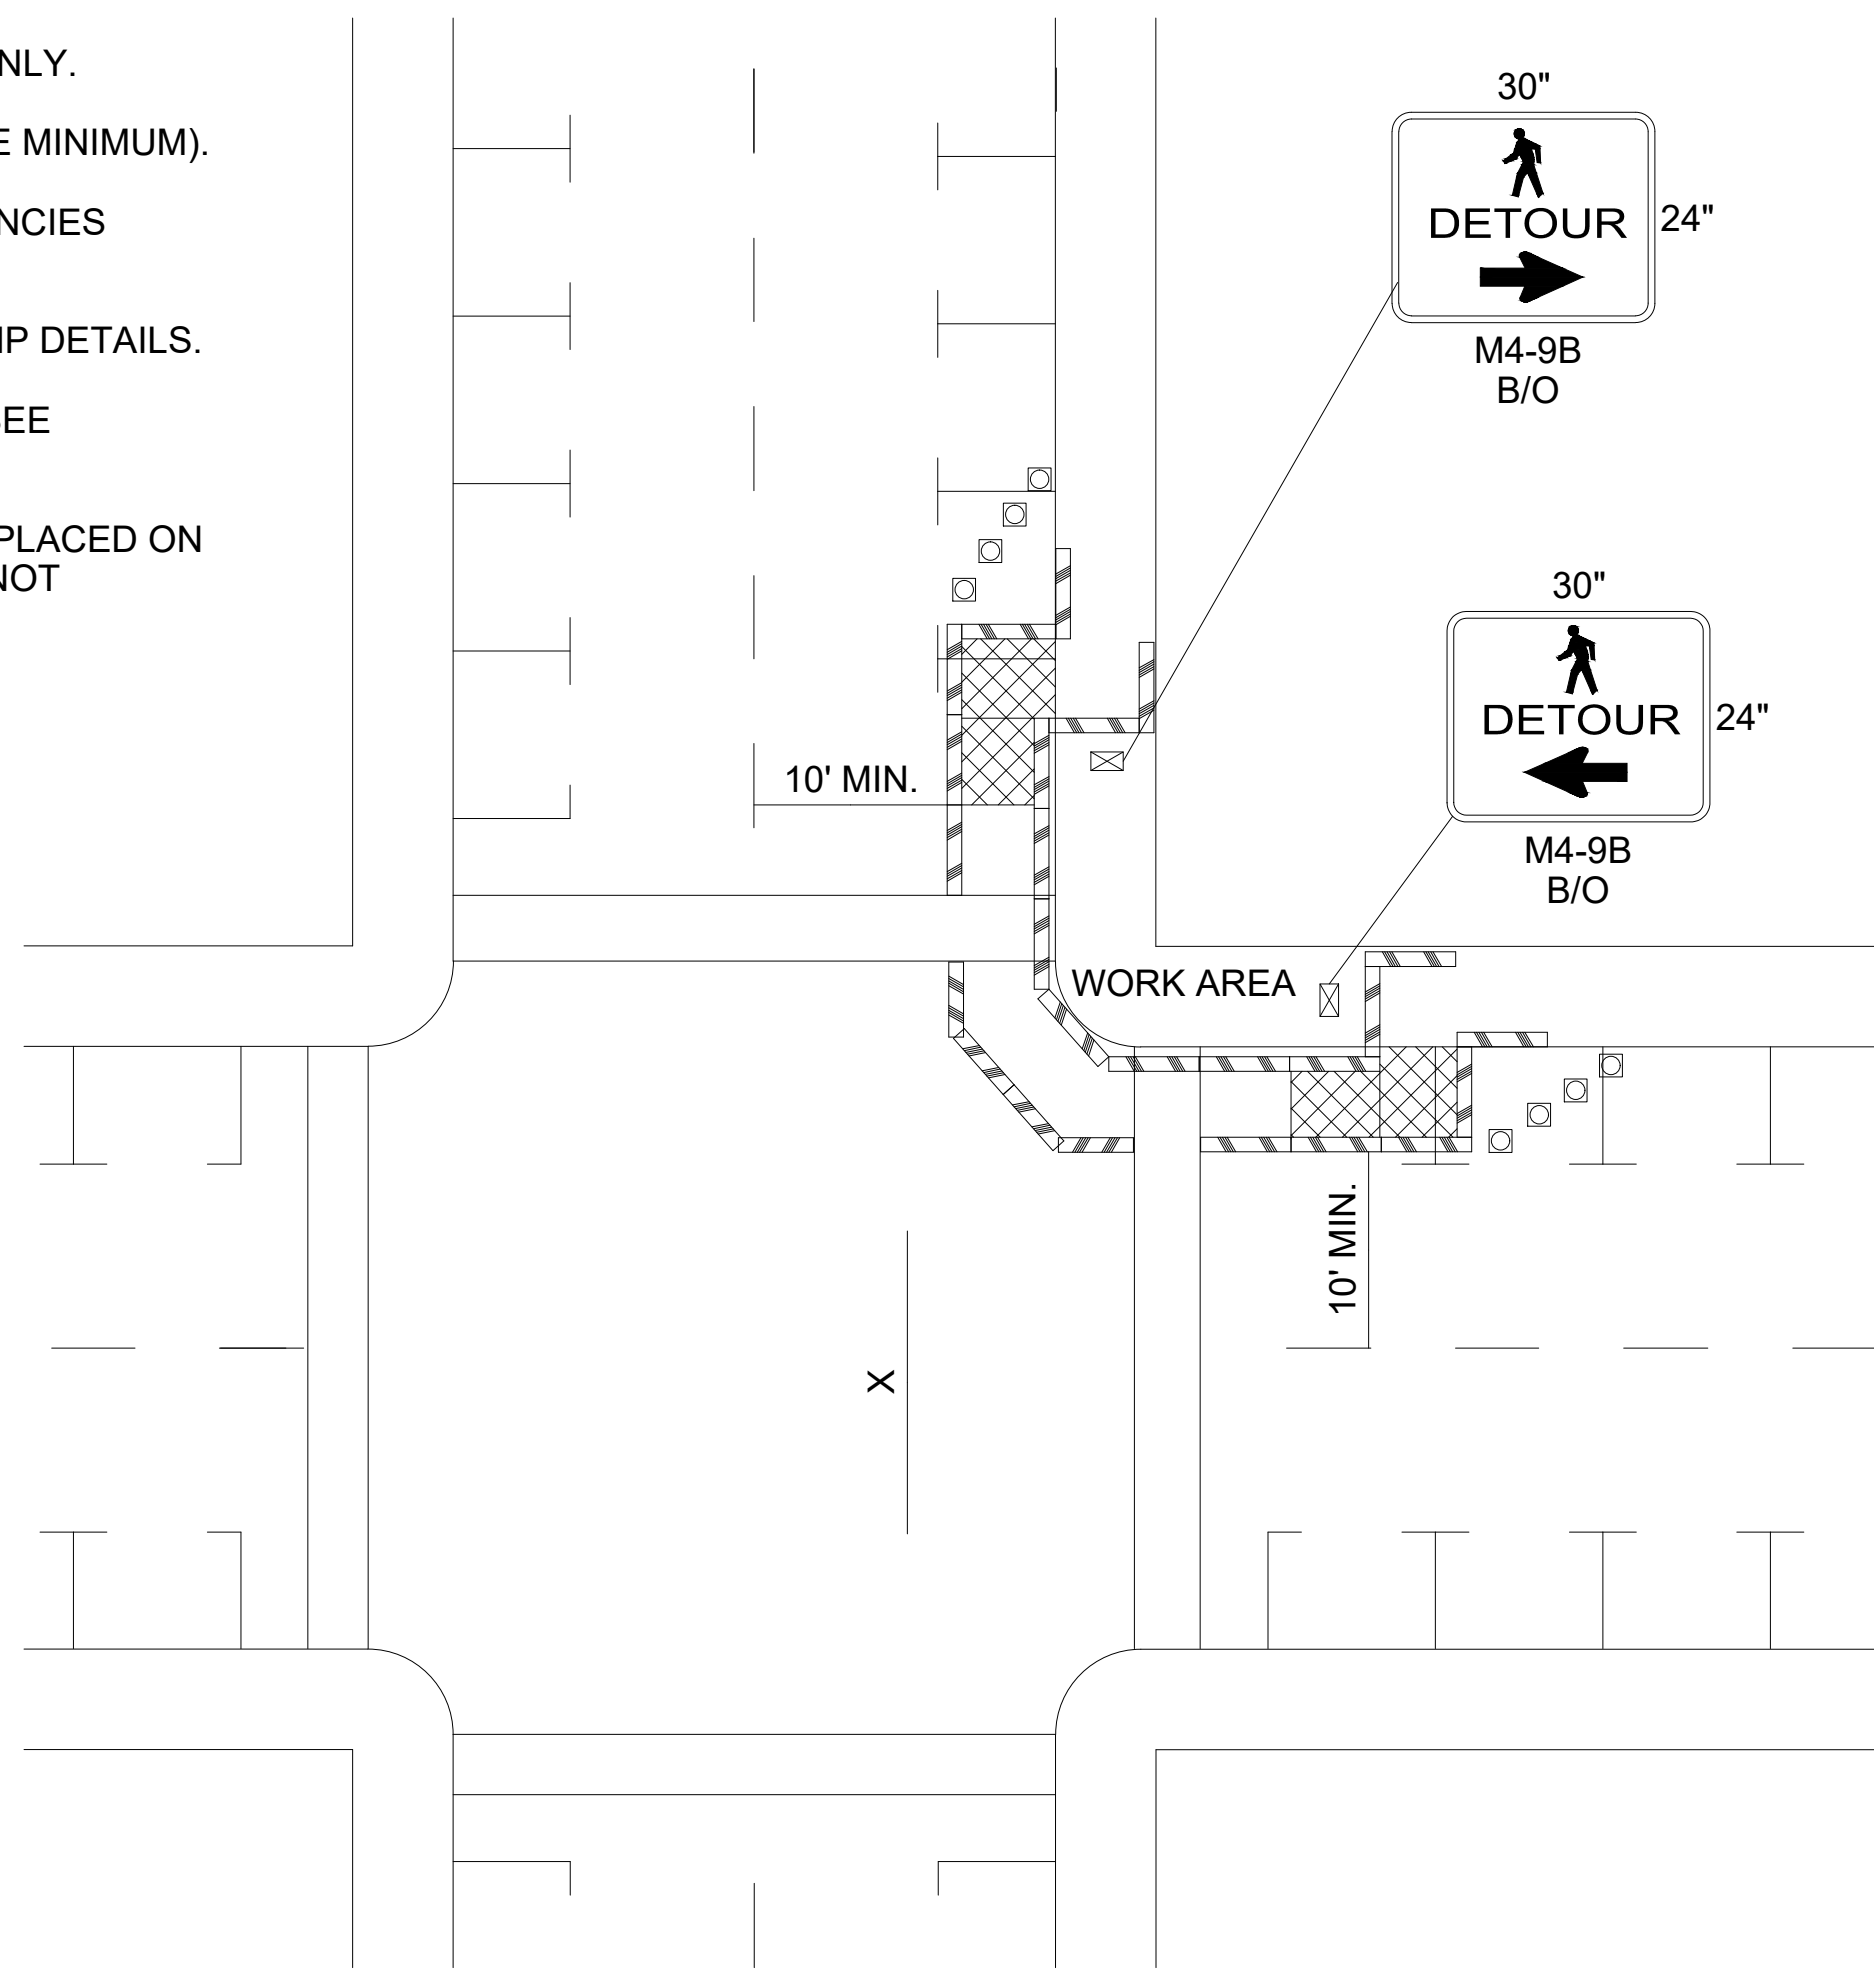 NLY.
E MINIMUM).
NCIES
IP DETAILS.
SEE
PLACED ON
NOT
30"
DETOUR
24"
M4-9B
B/O
30"
DETOUR
24"
M4-9B
B/O
10' MIN.
WORK AREA
10' MIN.
X